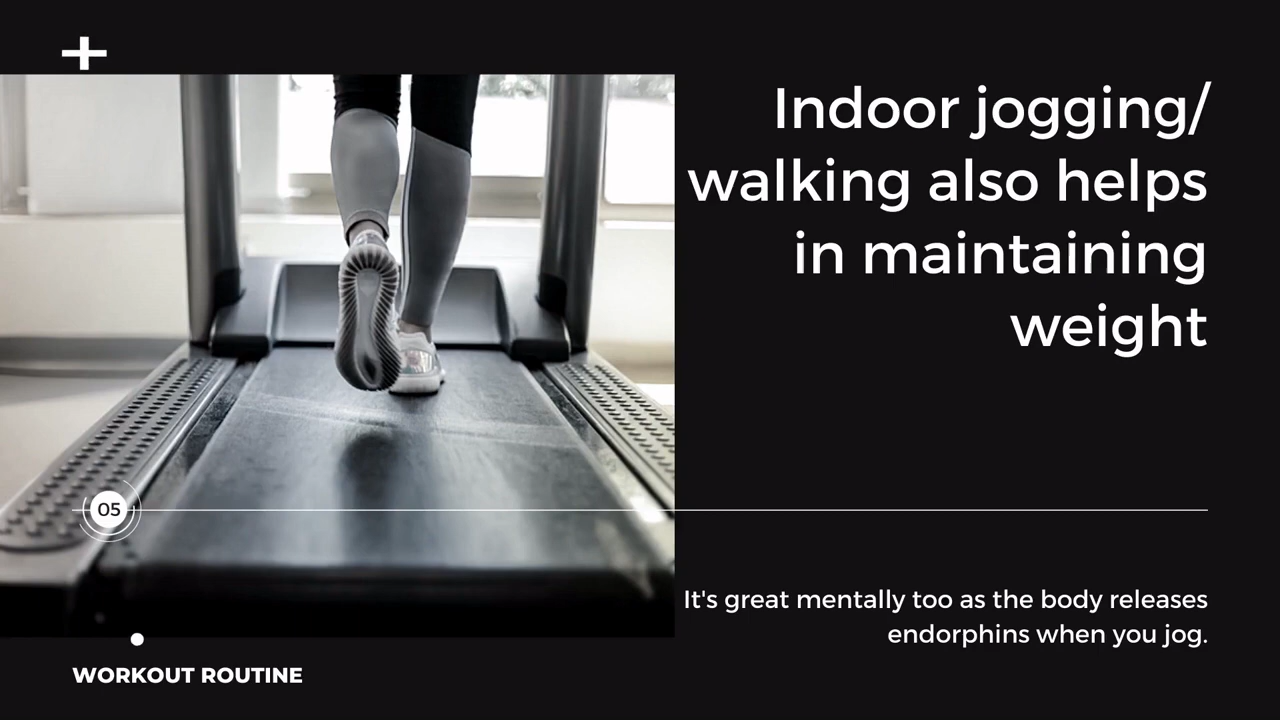 Indoor jogging/
walking also helps
in maintaining
weight
05
It's great mentally too as the body releases
endorphins when you jog.
WORKOUT ROUTINE